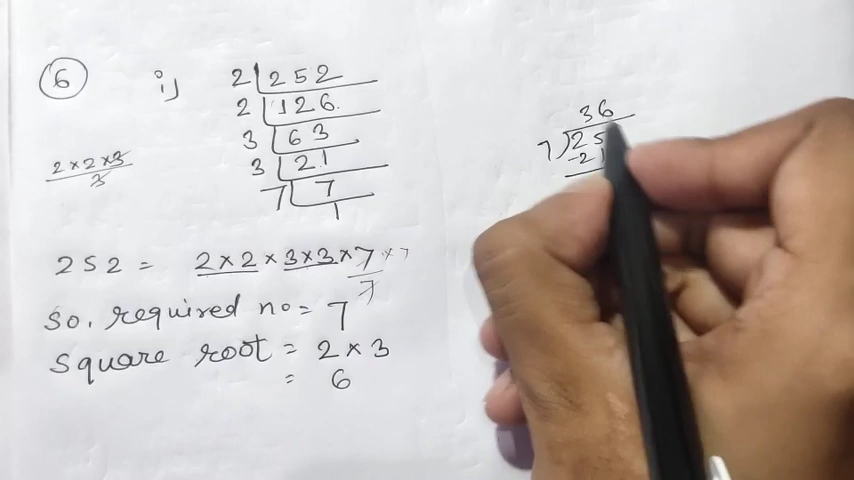 6 i)
2 | 252
2 | 126.
3 | 63
3 | 21
7 | 7
1
2×2×3
3
252 = 2×2×3×3×7 ×7
7
So. required no = 7
Square root = 2×3
= 6
36
7)25
-21